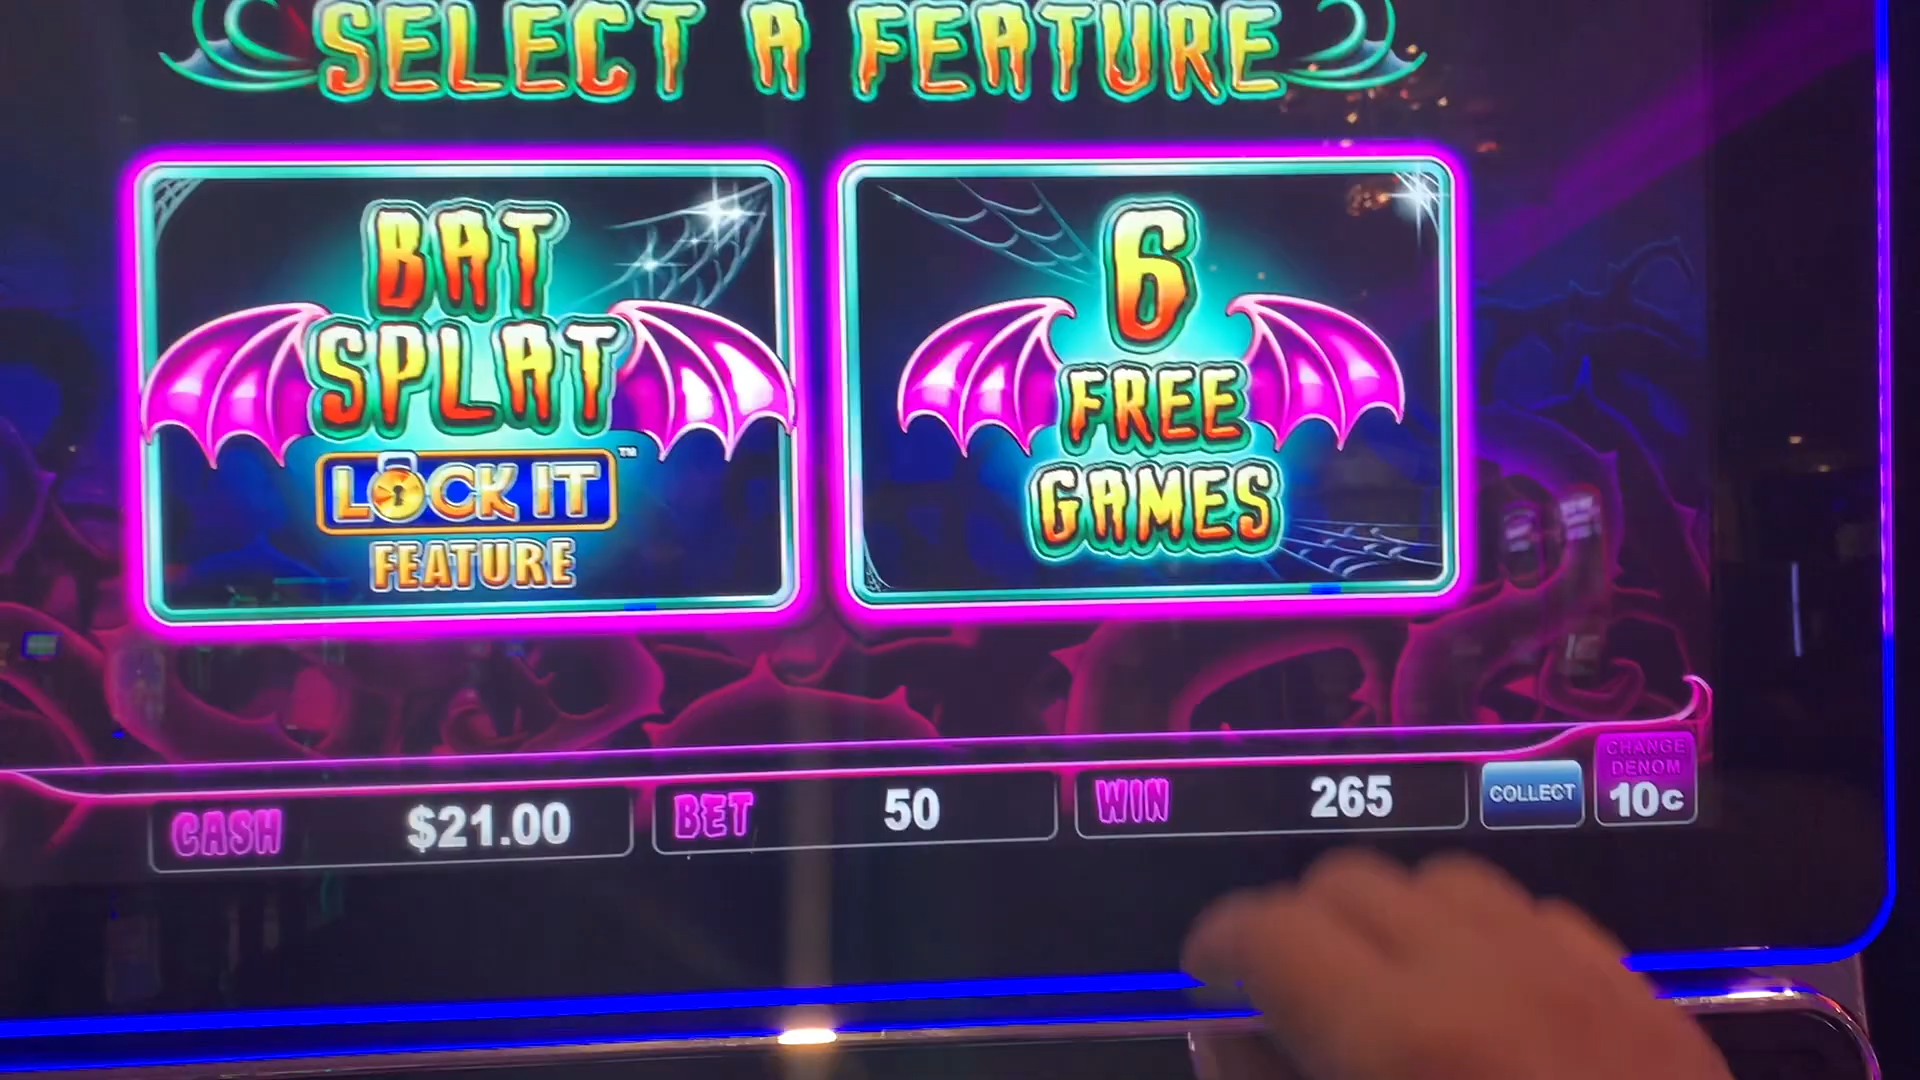 SELECT A FEATURE
BAT
SPLAT
LOCK IT™
FEATURE
6
FREE
GAMES
CASH $21.00
BET 50
WIN 265
COLLECT
CHANGE
DENOM
10¢